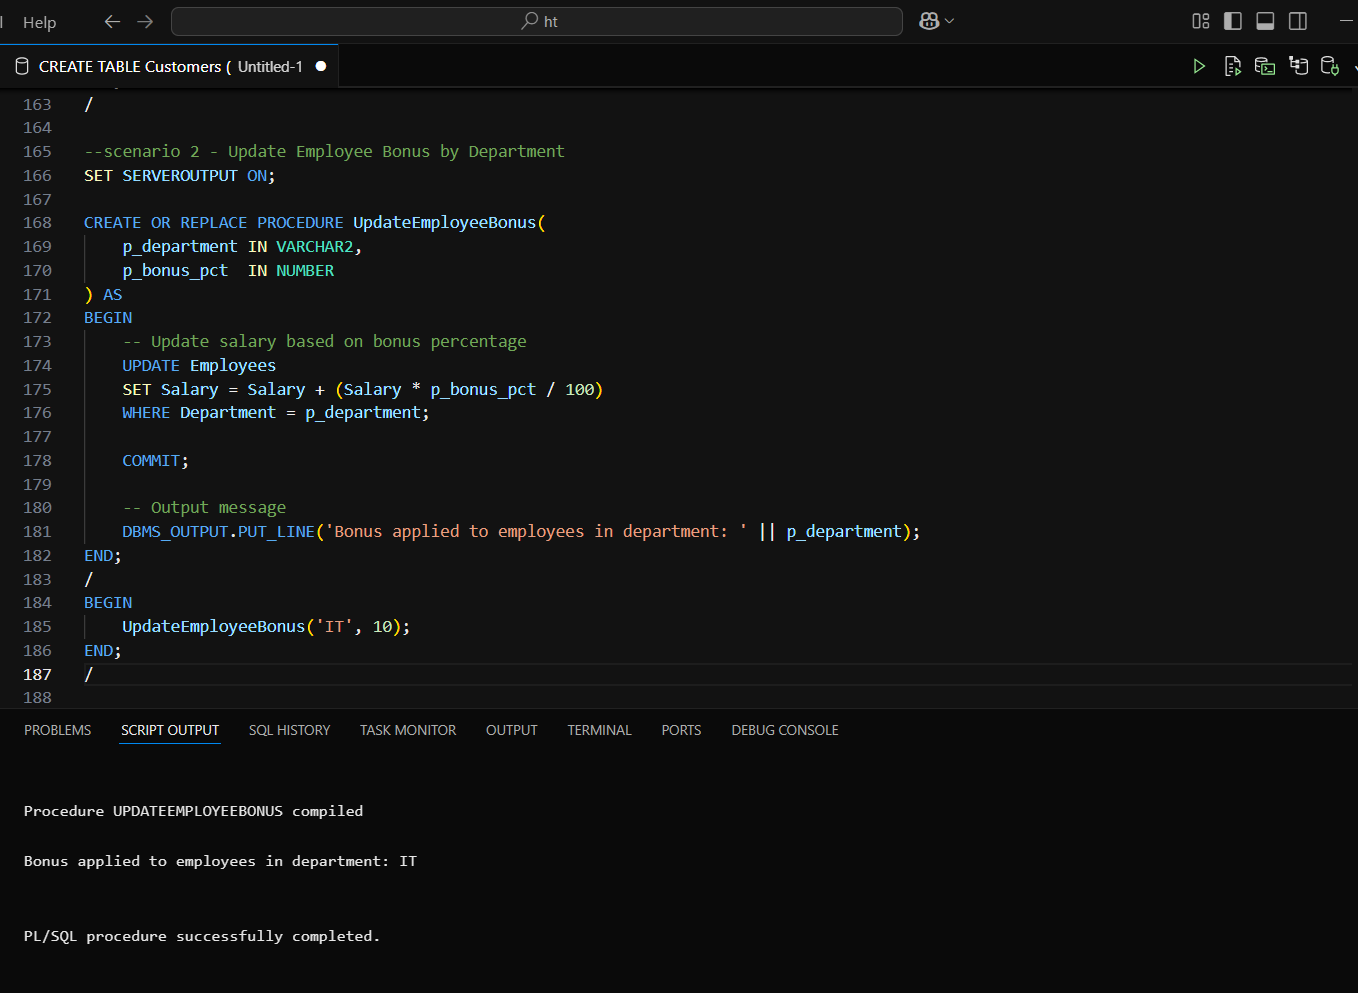 Help ht
CREATE TABLE Customers ( Untitled-1
163 /
164
165 --scenario 2 - Update Employee Bonus by Department
166 SET SERVEROUTPUT ON;
167
168 CREATE OR REPLACE PROCEDURE UpdateEmployeeBonus(
169     p_department IN VARCHAR2,
170     p_bonus_pct  IN NUMBER
171 ) AS
172 BEGIN
173     -- Update salary based on bonus percentage
174     UPDATE Employees
175     SET Salary = Salary + (Salary * p_bonus_pct / 100)
176     WHERE Department = p_department;
177
178     COMMIT;
179
180     -- Output message
181     DBMS_OUTPUT.PUT_LINE('Bonus applied to employees in department: ' || p_department);
182 END;
183 /
184 BEGIN
185     UpdateEmployeeBonus('IT', 10);
186 END;
187 /
188
PROBLEMS SCRIPT OUTPUT SQL HISTORY TASK MONITOR OUTPUT TERMINAL PORTS DEBUG CONSOLE
Procedure UPDATEEMPLOYEEBONUS compiled
Bonus applied to employees in department: IT
PL/SQL procedure successfully completed.